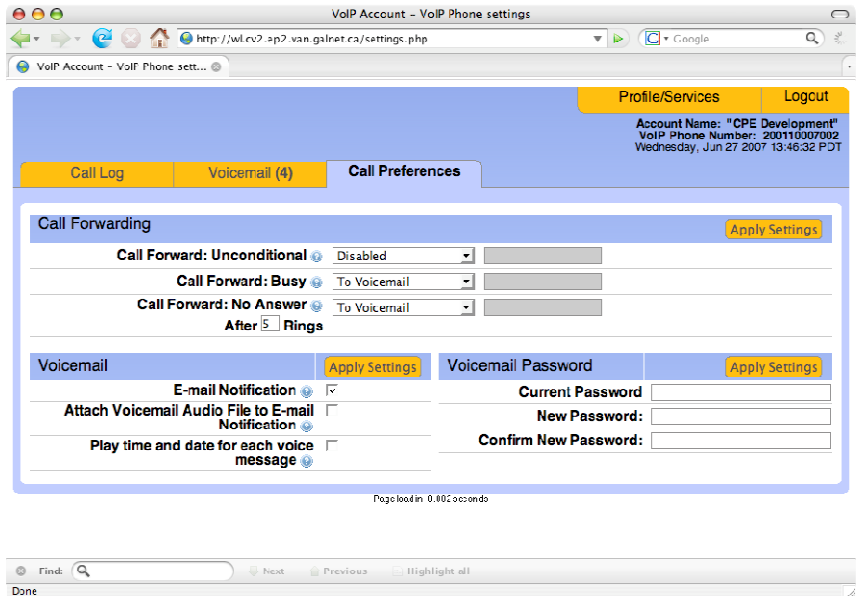 VoIP Account – VoIP Phone settings
http://wl.cv2.ap2.van.galnet.ca/settings.php
Google
VoIP Account – VoIP Phone sett...
Profile/Services
Logout
Account Name: "CPE Development"
VoIP Phone Number: 200110007002
Wednesday, Jun 27 2007 13:46:32 PDT
Call Log
Voicemail (4)
Call Preferences
Call Forwarding
Apply Settings
Call Forward: Unconditional
Disabled
Call Forward: Busy
To Voicemail
Call Forward: No Answer
To Voicemail
After 5 Rings
Voicemail
Apply Settings
Voicemail Password
Apply Settings
E-mail Notification
Current Password
Attach Voicemail Audio File to E-mail
Notification
New Password:
Play time and date for each voice
message
Confirm New Password:
Page load in 0.002 seconds
Find:
Next
Previous
Highlight all
Done